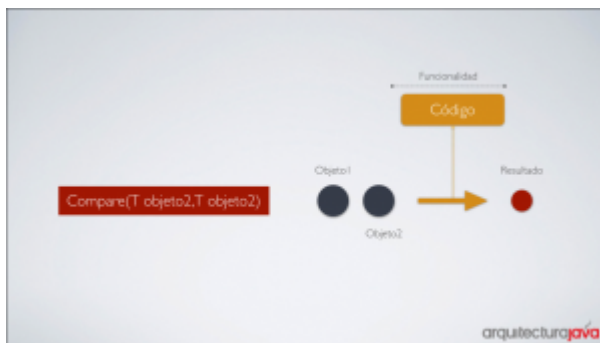 Funcionalidad
Código
Objeto1
Resultado
Compare(T objeto2,T objeto2)
Objeto2
arquitecturajava